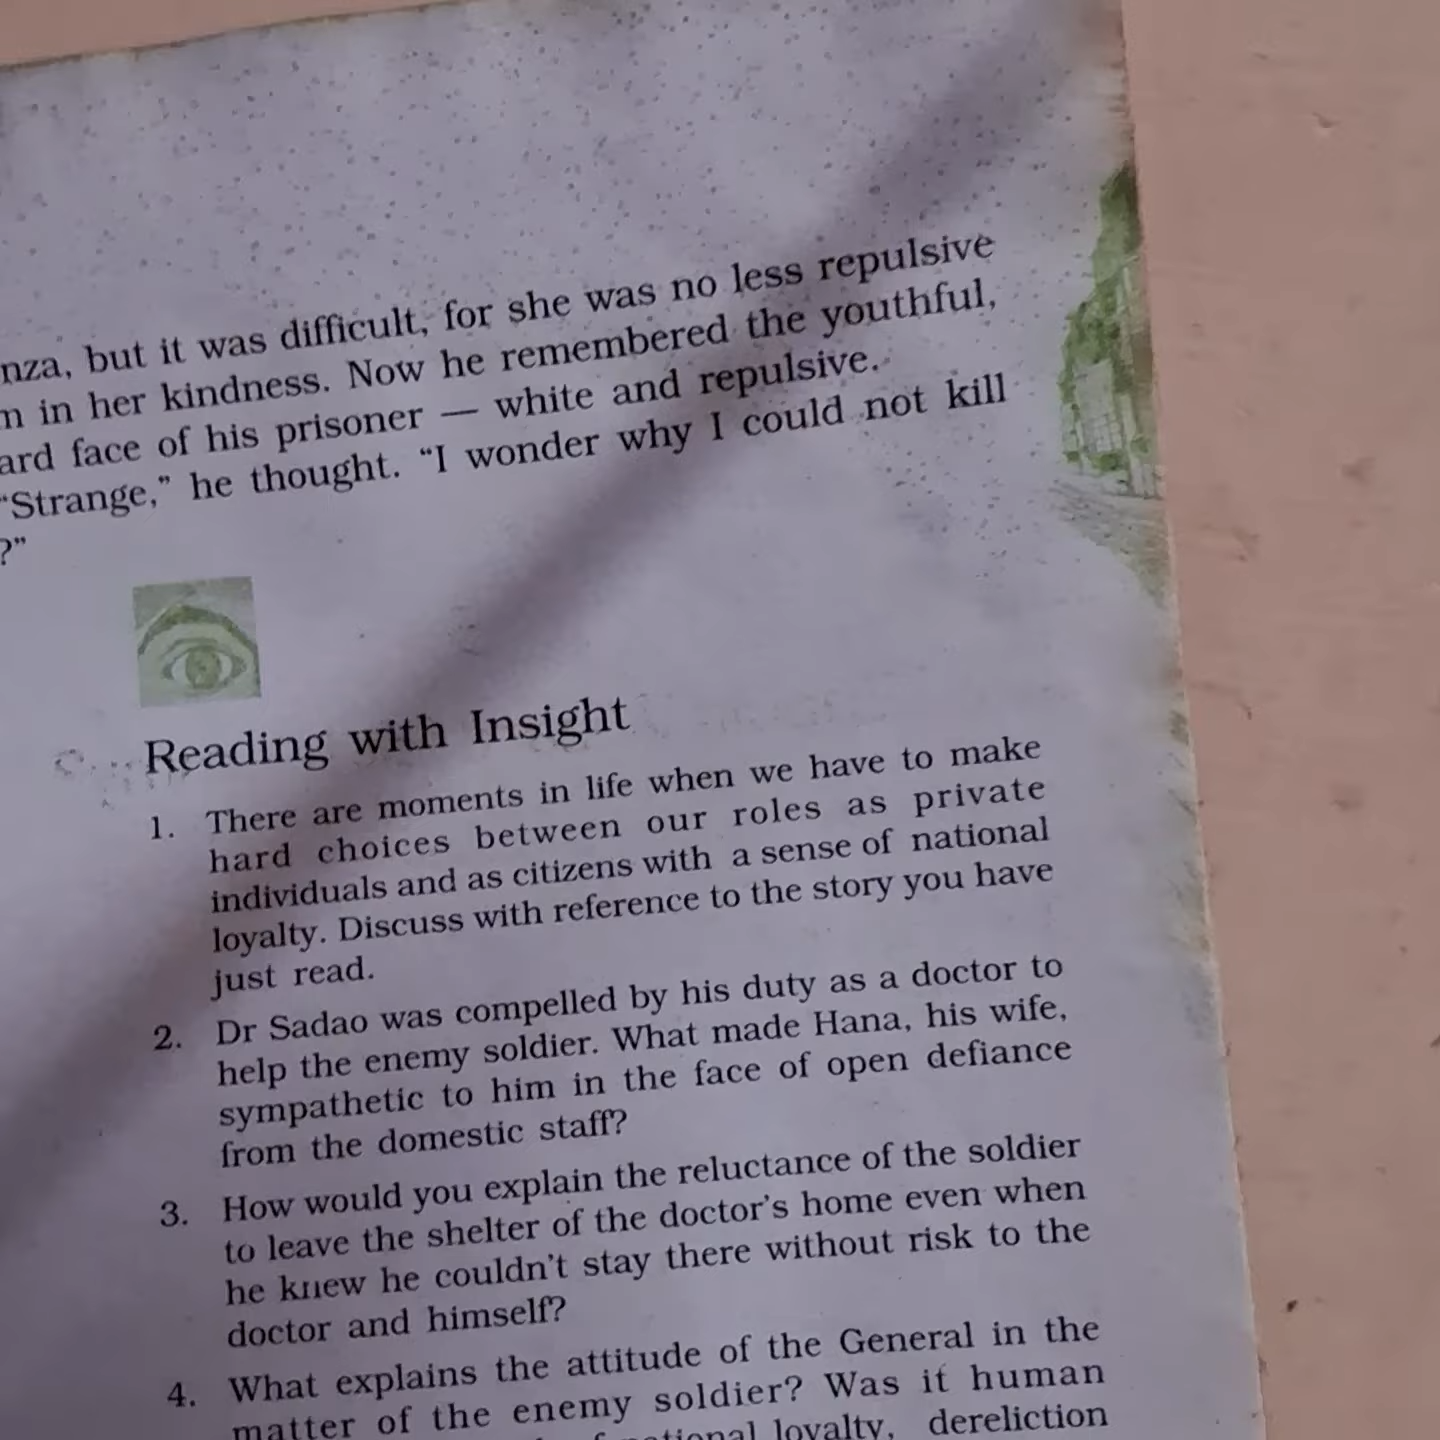 nza, but it was difficult, for she was no less repulsive
in her kindness. Now he remembered the youthful,
ard face of his prisoner — white and repulsive.
“Strange,” he thought. “I wonder why I could not kill
?”
Reading with Insight
1. There are moments in life when we have to make
hard choices between our roles as private
individuals and as citizens with a sense of national
loyalty. Discuss with reference to the story you have
just read.
2. Dr Sadao was compelled by his duty as a doctor to
help the enemy soldier. What made Hana, his wife,
sympathetic to him in the face of open defiance
from the domestic staff?
3. How would you explain the reluctance of the soldier
to leave the shelter of the doctor’s home even when
he knew he couldn’t stay there without risk to the
doctor and himself?
4. What explains the attitude of the General in the
matter of the enemy soldier? Was it human
loyalty, dereliction